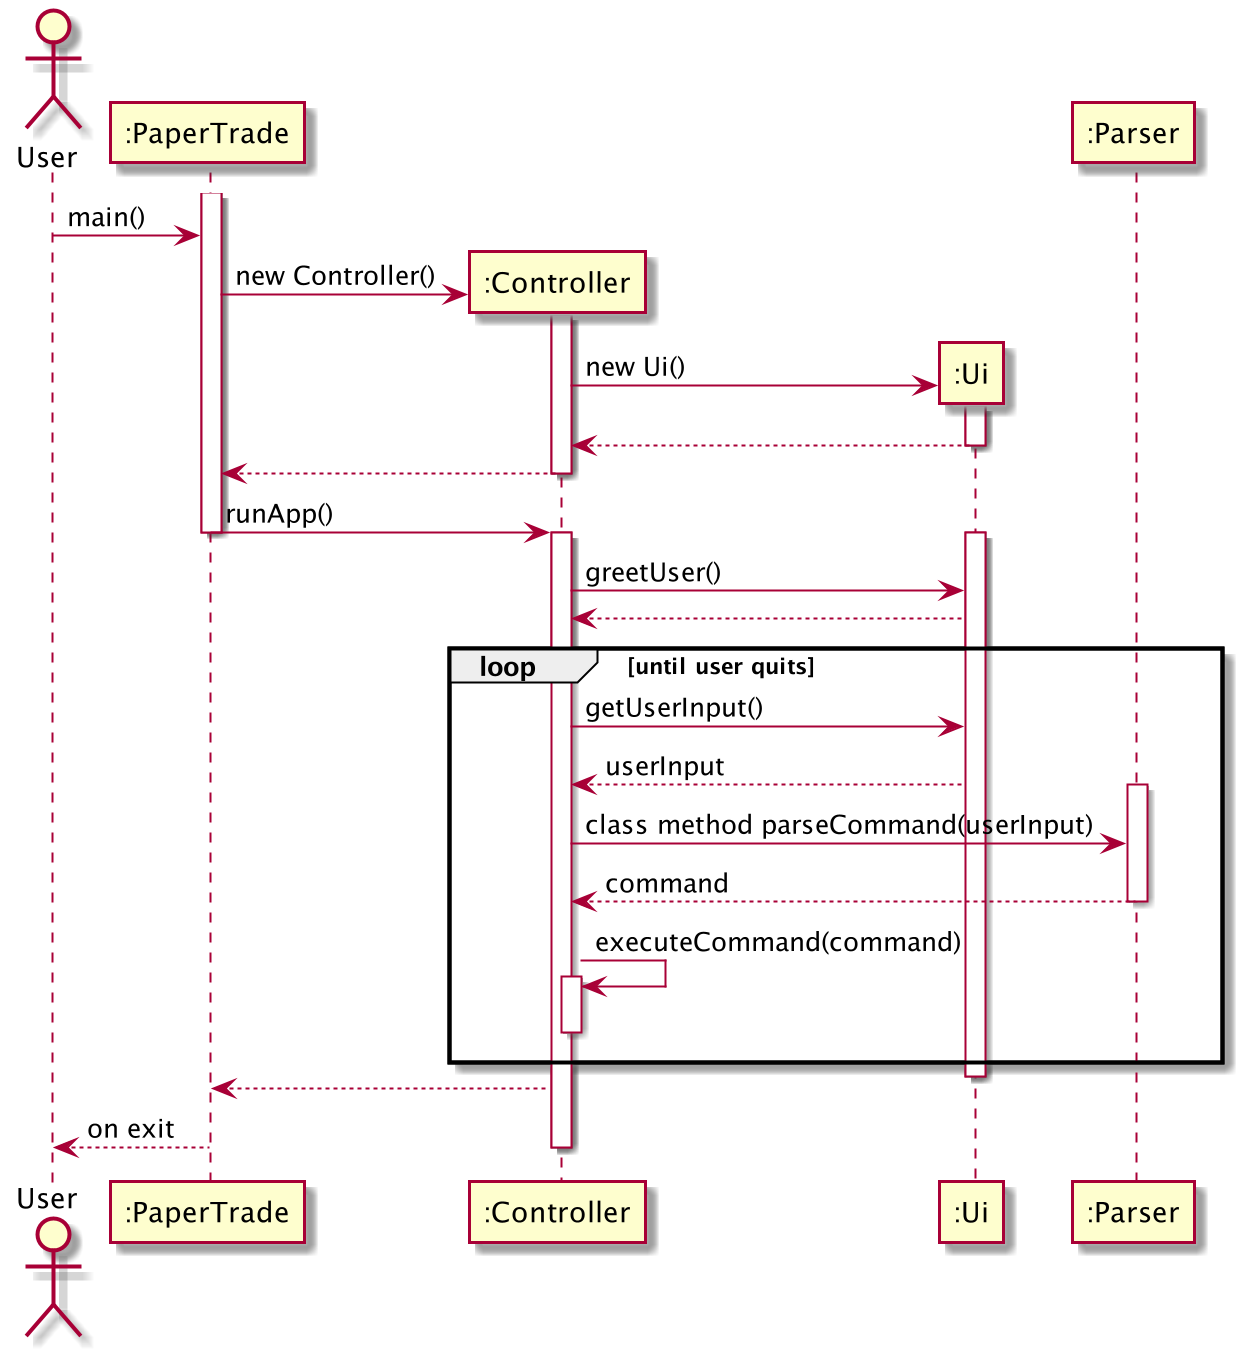 User
:PaperTrade
:Parser
main()
new Controller()
:Controller
new Ui()
:Ui
runApp()
greetUser()
loop
[until user quits]
getUserInput()
userInput
class method parseCommand(userInput)
command
executeCommand(command)
on exit
User
:PaperTrade
:Controller
:Ui
:Parser